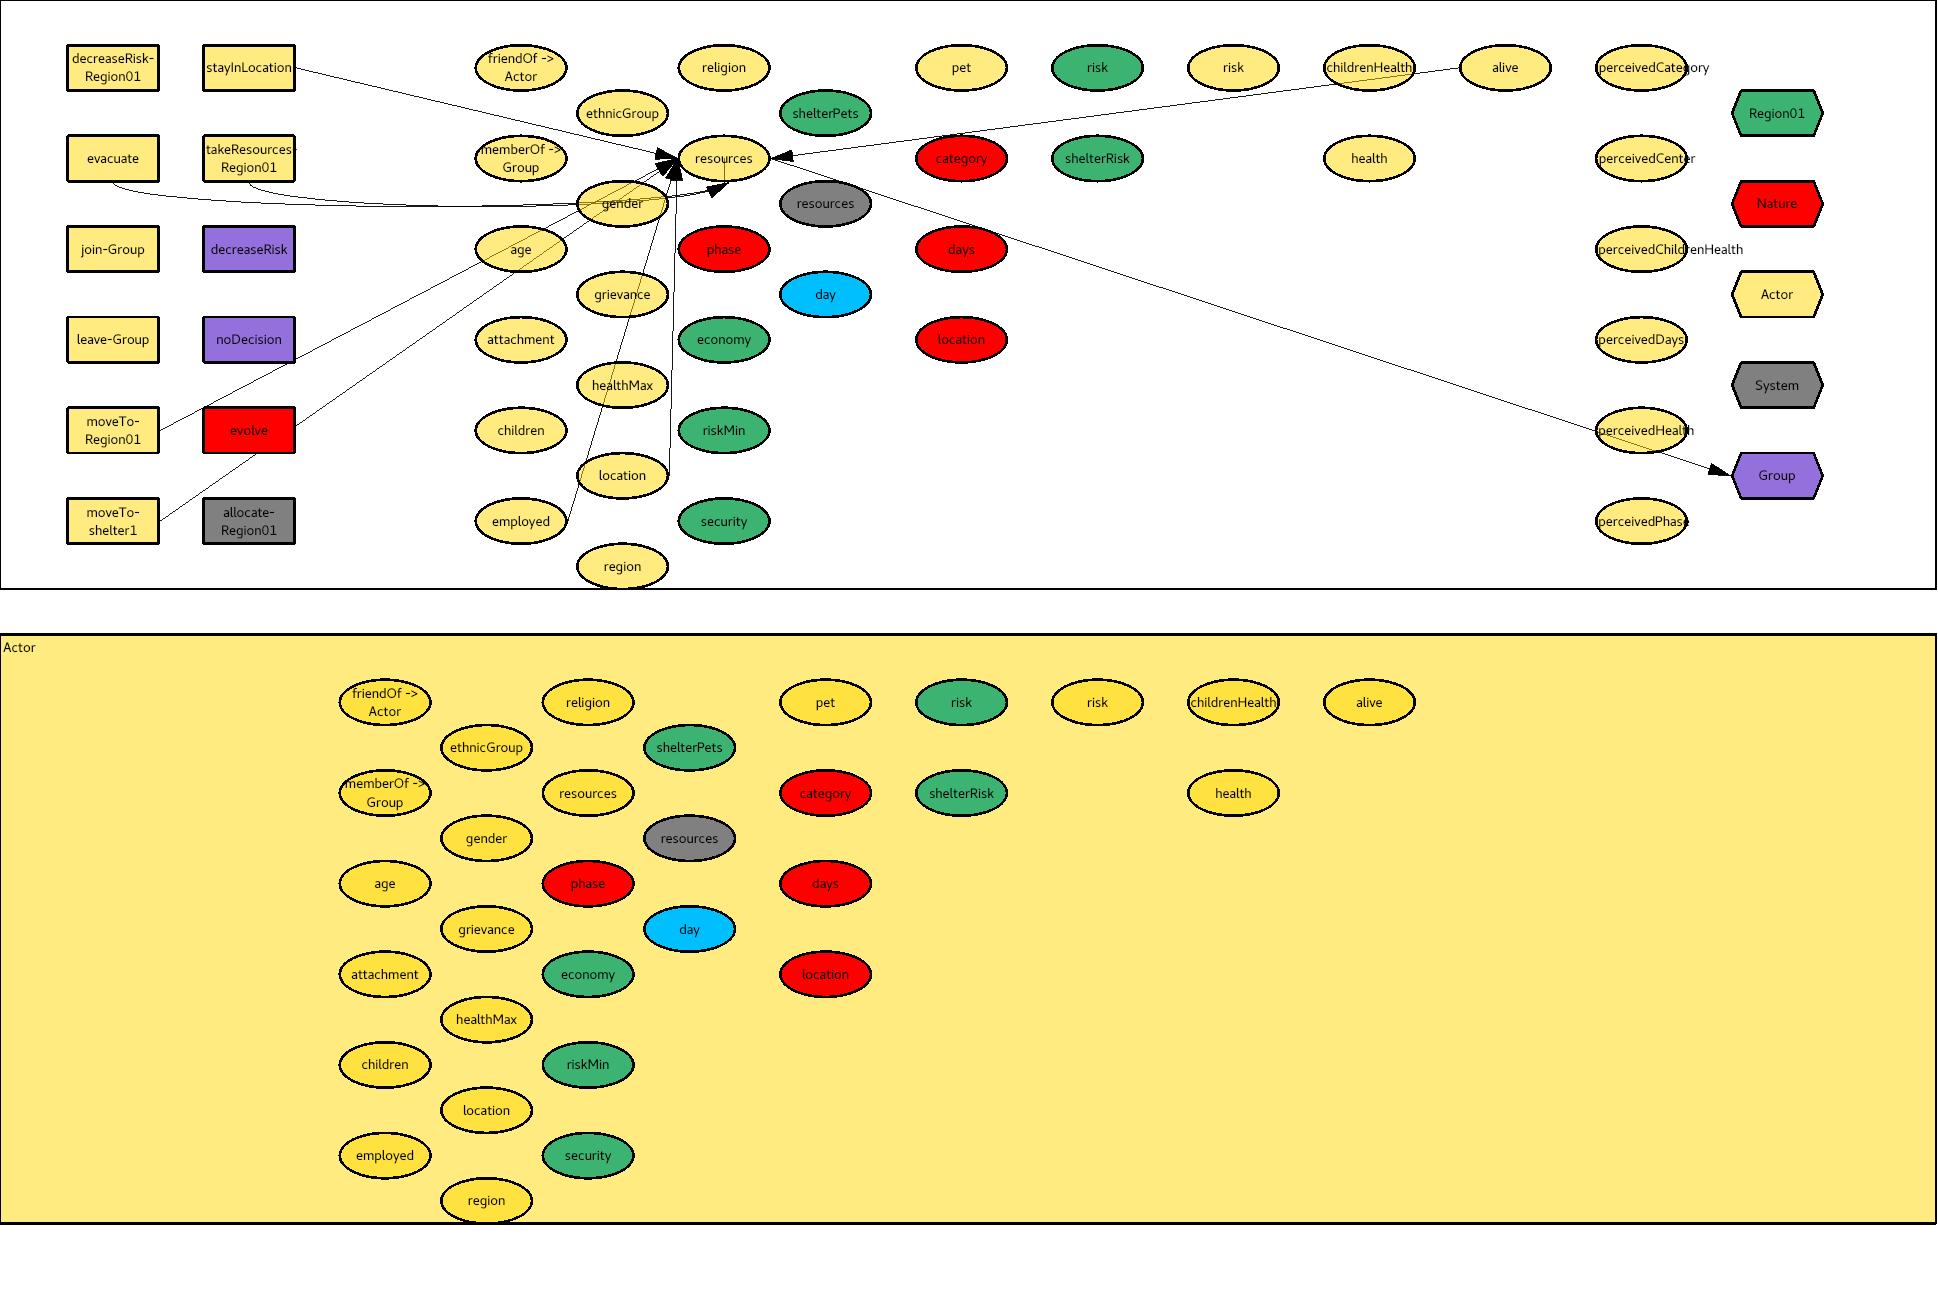 decreaseRisk-
Region01
stayInLocation
friendOf ->
Actor
religion
pet
risk
risk
childrenHealth
alive
perceivedCategory
ethnicGroup
shelterPets
Region01
evacuate
takeResources-
Region01
memberOf ->
Group
resources
category
shelterRisk
health
perceivedCenter
gender
resources
Nature
join-Group
decreaseRisk
age
phase
days
perceivedChildrenHealth
grievance
day
Actor
leave-Group
noDecision
attachment
economy
location
perceivedDays
healthMax
System
moveTo-
Region01
evolve
children
riskMin
perceivedHealth
location
Group
moveTo-
shelter1
allocate-
Region01
employed
security
perceivedPhase
region
Actor
friendOf ->
Actor
religion
pet
risk
risk
childrenHealth
alive
ethnicGroup
shelterPets
memberOf ->
Group
resources
category
shelterRisk
health
gender
resources
age
phase
days
grievance
day
attachment
economy
location
healthMax
children
riskMin
location
employed
security
region